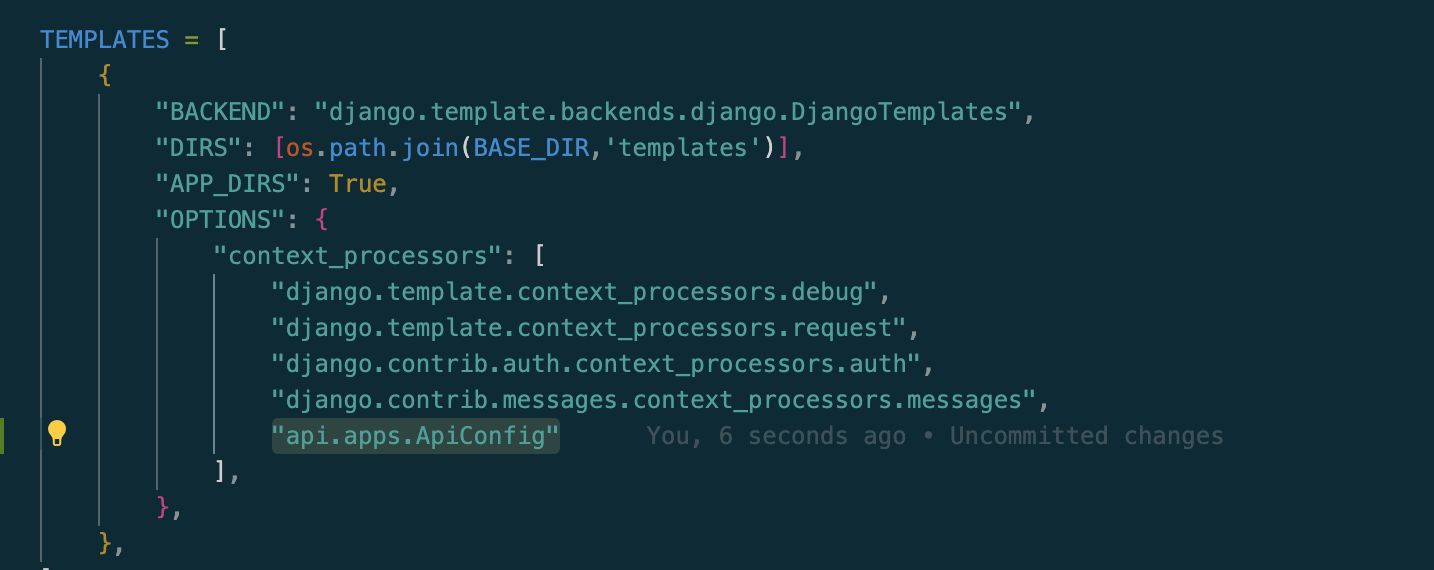 TEMPLATES = [
    {
        "BACKEND": "django.template.backends.django.DjangoTemplates",
        "DIRS": [os.path.join(BASE_DIR,'templates')],
        "APP_DIRS": True,
        "OPTIONS": {
            "context_processors": [
                "django.template.context_processors.debug",
                "django.template.context_processors.request",
                "django.contrib.auth.context_processors.auth",
                "django.contrib.messages.context_processors.messages",
                "api.apps.ApiConfig"      You, 6 seconds ago • Uncommitted changes
            ],
        },
    },